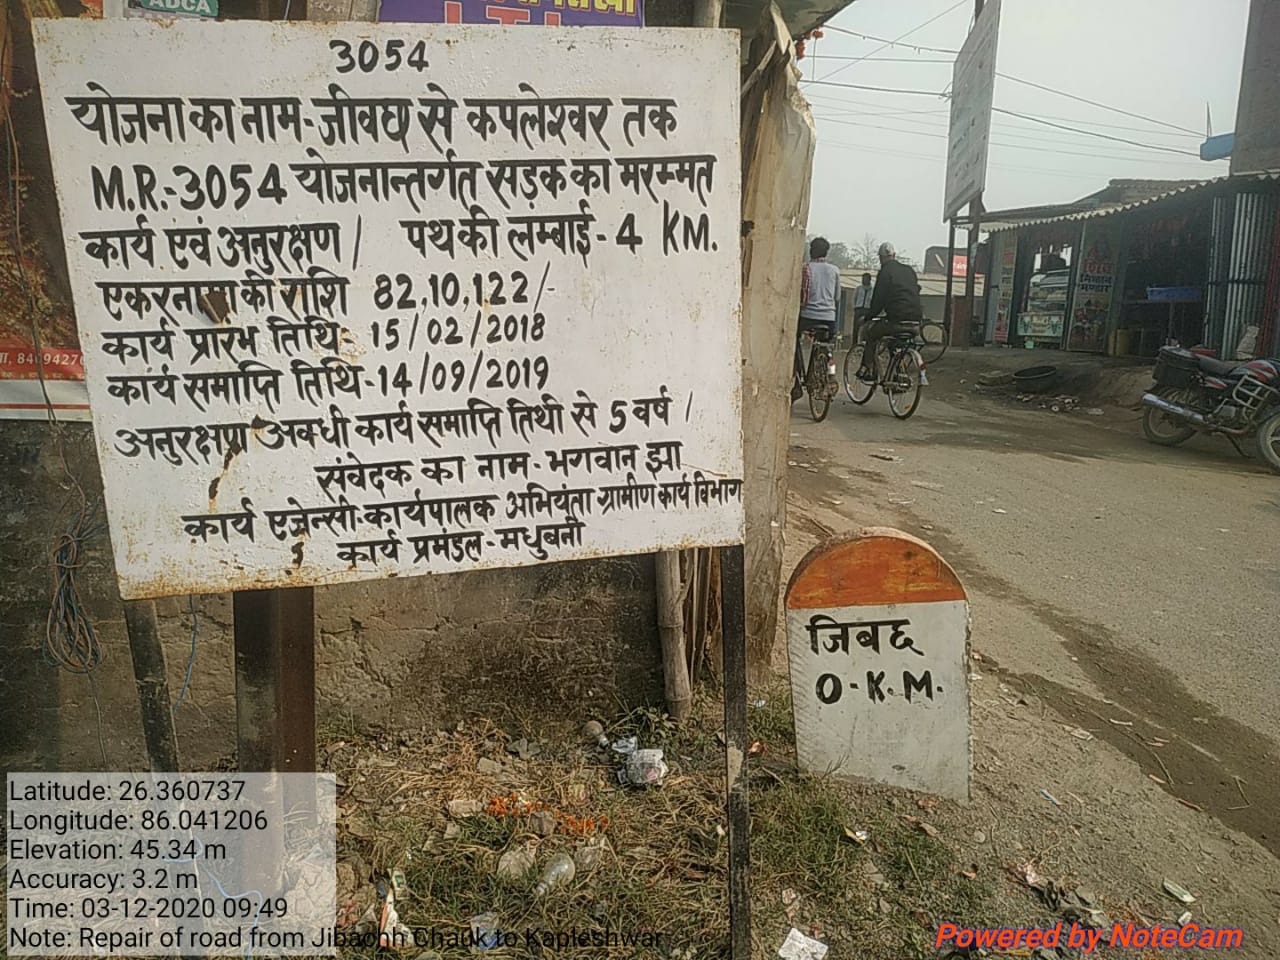 ADCA
3054
योजना का नाम-जीवछ से कपलेश्वर तक
M.R.-3054 योजनान्तर्गत सड़क का मरम्मत
कार्य एवं अनुरक्षण / पथ की लम्बाई - 4 KM.
एकरनामा की राशि 82,10,122/-
कार्य प्रारभ तिथि- 15/02/2018
कार्य समाप्ति तिथि-14/09/2019
अनुरक्षण अवधी कार्य समाप्ति तिथी से 5 वर्ष /
संवेदक का नाम-भगवान झा
कार्य एजेन्सी-कार्यपालक अभियंता ग्रामीण कार्य विभाग
कार्य प्रमंडल-मधुबनी
जिबछ
0-K.M.
Latitude: 26.360737
Longitude: 86.041206
Elevation: 45.34 m
Accuracy: 3.2 m
Time: 03-12-2020 09:49
Note: Repair of road from Jibachh Chauk to Kapleshwar
Powered by NoteCam